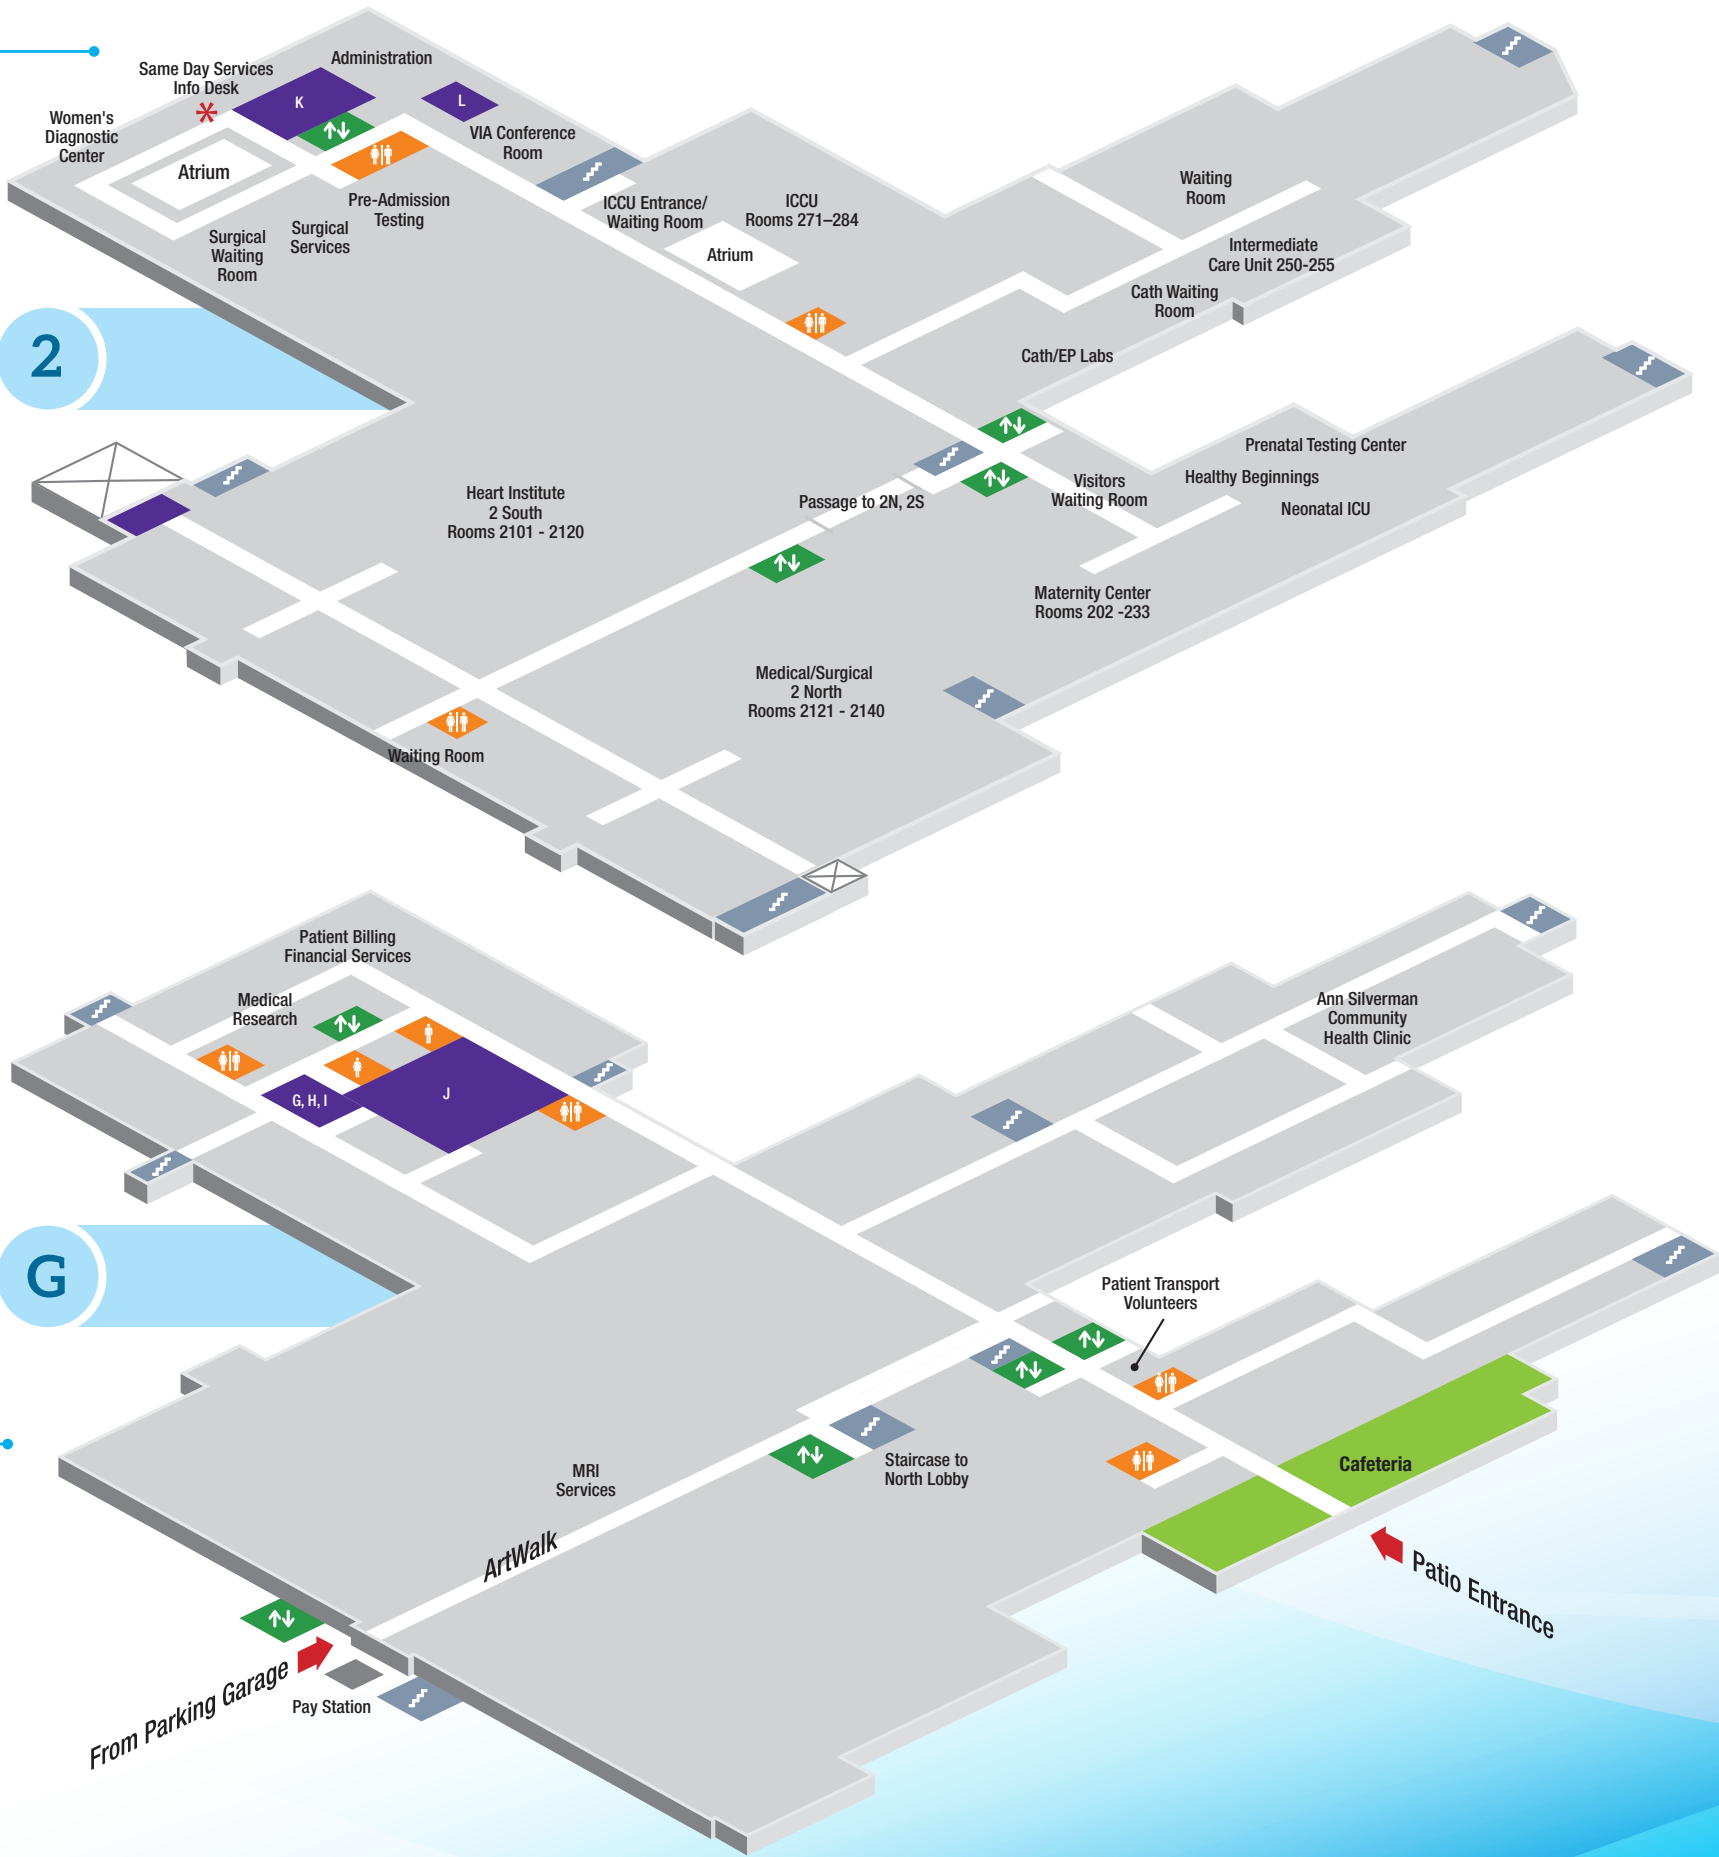 Administration
Same Day Services
Info Desk
K
L
Women's
Diagnostic
Center
VIA Conference
Room
Atrium
Pre-Admission
Testing
ICCU Entrance/
Waiting Room
ICCU
Rooms 271–284
Waiting
Room
Surgical
Services
Surgical
Waiting
Room
Atrium
Intermediate
Care Unit 250-255
Cath Waiting
Room
2
Cath/EP Labs
Prenatal Testing Center
Healthy Beginnings
Visitors
Waiting Room
Neonatal ICU
Heart Institute
2 South
Rooms 2101 - 2120
Passage to 2N, 2S
Maternity Center
Rooms 202 -233
Medical/Surgical
2 North
Rooms 2121 - 2140
Waiting Room
Patient Billing
Financial Services
Medical
Research
Ann Silverman
Community
Health Clinic
G, H, I
J
G
Patient Transport
Volunteers
MRI
Services
Staircase to
North Lobby
Cafeteria
ArtWalk
Patio Entrance
From Parking Garage
Pay Station